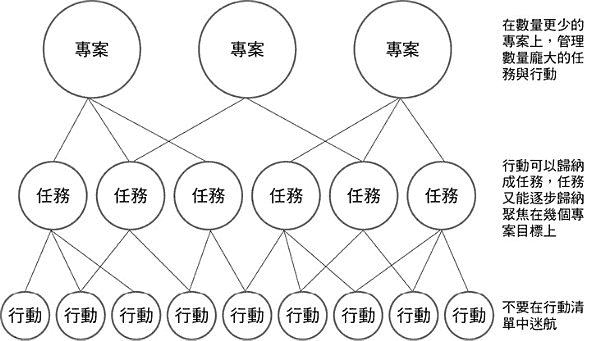 專案
專案
專案
在數量更少的
專案上，管理
數量龐大的任
務與行動
任務
任務
任務
任務
任務
任務
行動可以歸納
成任務，任務
又能逐步歸納
聚焦在幾個專
案目標上
行動
行動
行動
行動
行動
行動
行動
行動
行動
不要在行動清
單中迷航